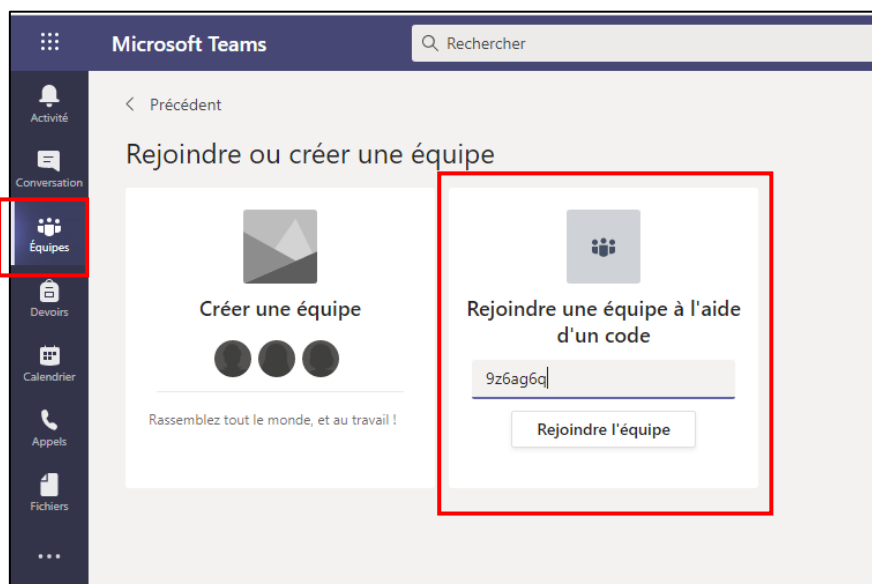 Microsoft Teams
Rechercher
Activité
Conversation
Équipes
Devoirs
Calendrier
Appels
Fichiers
Précédent
Rejoindre ou créer une équipe
Créer une équipe
Rassemblez tout le monde, et au travail !
Rejoindre une équipe à l'aide
d'un code
9z6ag6q
Rejoindre l'équipe